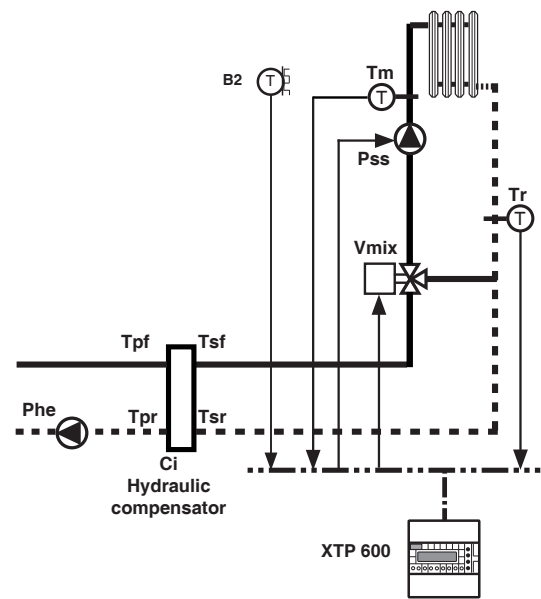 B2
T
Tm
T
Pss
Tr
T
Vmix
Tpf
Tsf
Phe
Tpr
Tsr
Ci
Hydraulic
compensator
XTP 600